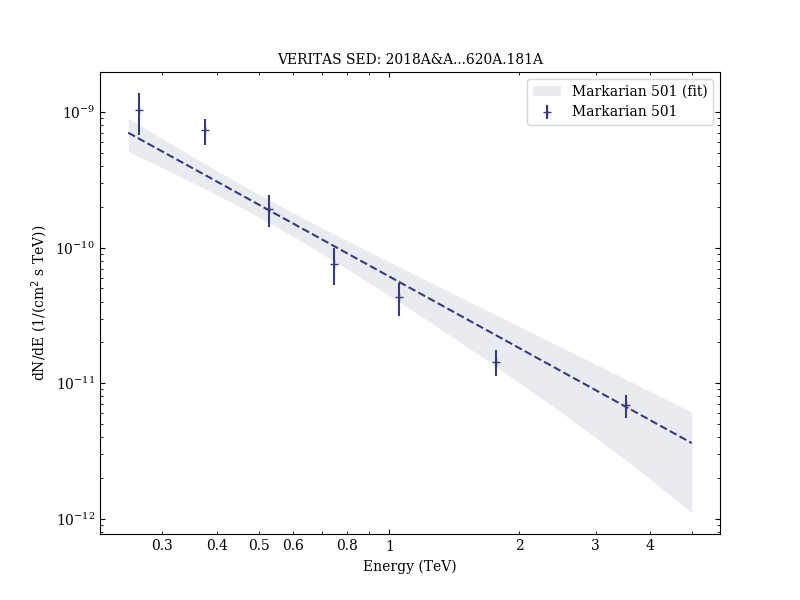 VERITAS SED: 2018A&A...620A.181A
Markarian 501 (fit)
Markarian 501
10⁻⁹
10⁻¹⁰
10⁻¹¹
10⁻¹²
dN/dE (1/(cm² s TeV))
0.3 0.4 0.5 0.6 0.8 1 2 3 4
Energy (TeV)